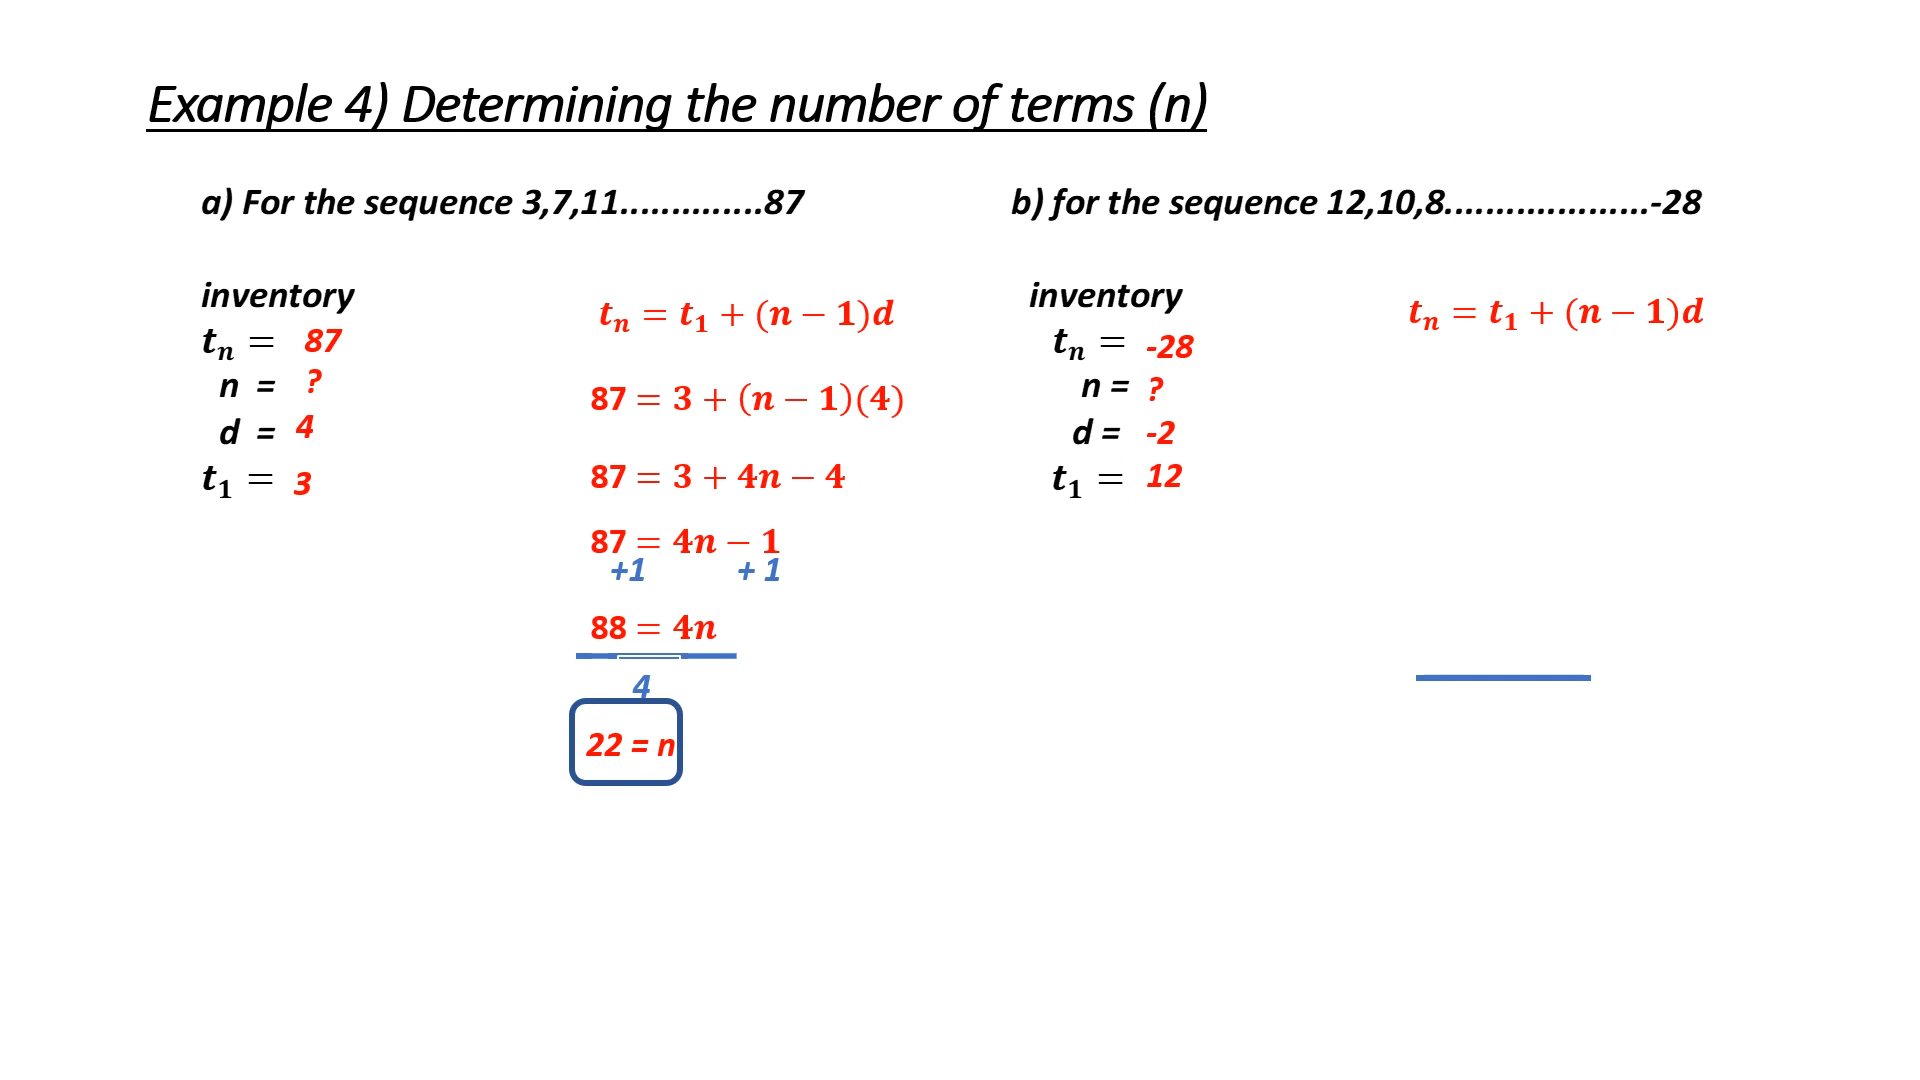 Example 4) Determining the number of terms (n)
a) For the sequence 3,7,11..............87
inventory
tₙ = 87
n = ?
d = 4
t₁ = 3
tₙ = t₁ + (n − 1)d
87 = 3 + (n − 1)(4)
87 = 3 + 4n − 4
87 = 4n − 1
+1 + 1
88 = 4n
4
22 = n
b) for the sequence 12,10,8....................-28
inventory
tₙ = -28
n = ?
d = -2
t₁ = 12
tₙ = t₁ + (n − 1)d